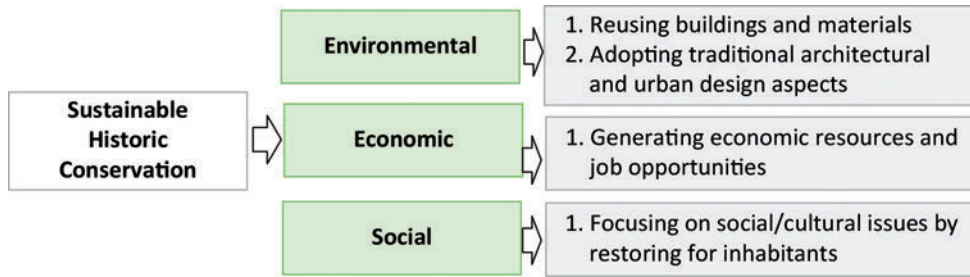 Sustainable
Historic
Conservation
Environmental
1. Reusing buildings and materials
2. Adopting traditional architectural
and urban design aspects
Economic
1. Generating economic resources and
job opportunities
Social
1. Focusing on social/cultural issues by
restoring for inhabitants